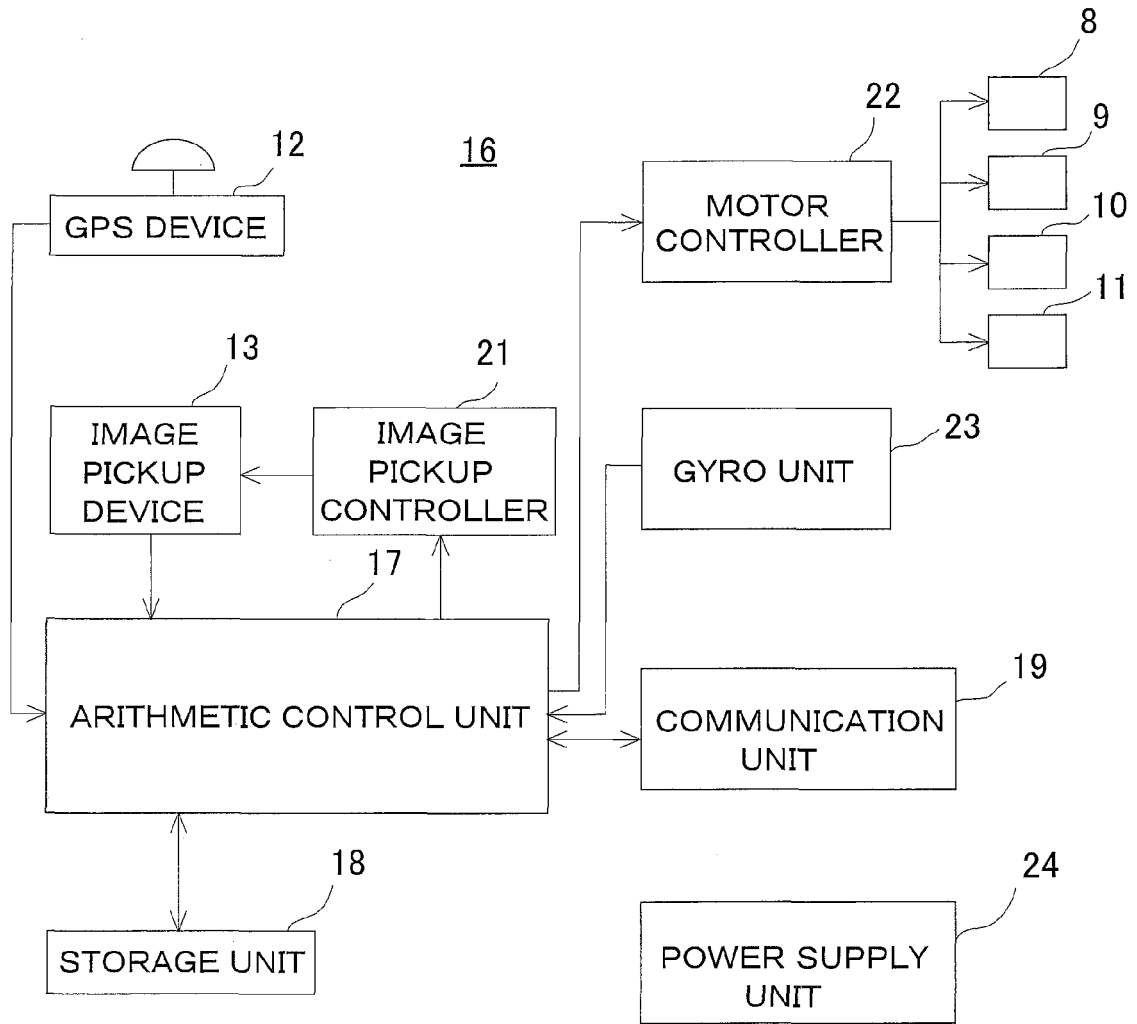 8
22
9
12
16
MOTOR
CONTROLLER
10
GPS DEVICE
11
13
21
IMAGE
PICKUP
DEVICE
IMAGE
PICKUP
CONTROLLER
23
GYRO UNIT
17
19
ARITHMETIC CONTROL UNIT
COMMUNICATION
UNIT
18
24
STORAGE UNIT
POWER SUPPLY
UNIT